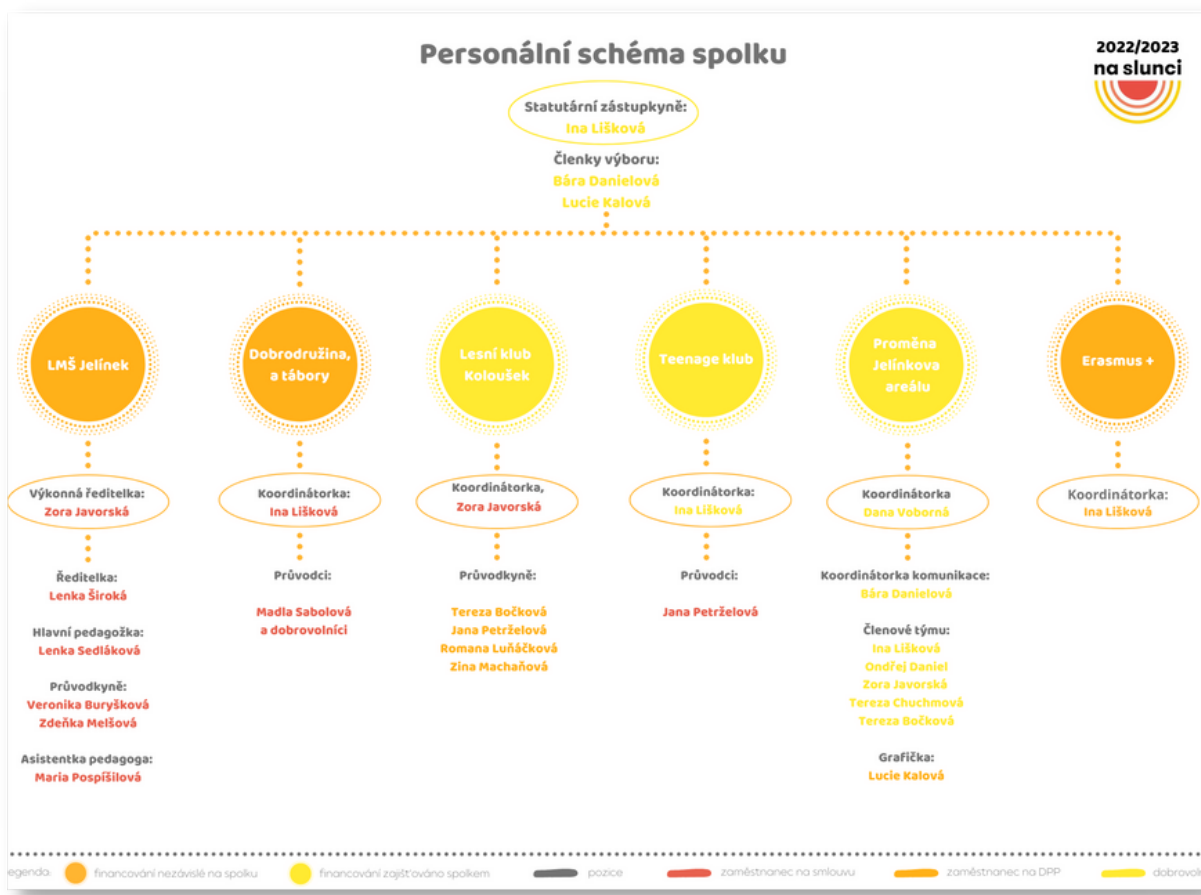 Personální schéma spolku
2022/2023
na slunci
Statutární zástupkyně:
Ina Lišková
Členky výboru:
Bára Danielová
Lucie Kalová
LMŠ Jelínek
Dobrodružina,
a tábory
Lesní klub
Koloušek
Teenage klub
Proměna
Jelínkova
areálu
Erasmus +
Výkonná ředitelka:
Zora Javorská
Koordinátorka:
Ina Lišková
Koordinátorka,
Zora Javorská
Koordinátorka:
Ina Lišková
Koordinátorka
Dana Voborná
Koordinátorka:
Ina Lišková
Ředitelka:
Lenka Široká
Hlavní pedagožka:
Lenka Sedláková
Průvodkyně:
Veronika Buryšková
Zdeňka Melšová
Asistentka pedagoga:
Maria Pospíšilová
Průvodci:
Madla Sabolová
a dobrovolníci
Průvodkyně:
Tereza Bočková
Jana Petrželová
Romana Luňáčková
Zina Machaňová
Průvodci:
Jana Petrželová
Koordinátorka komunikace:
Bára Danielová
Členové týmu:
Ina Lišková
Ondřej Daniel
Zora Javorská
Tereza Chuchmová
Tereza Bočková
Grafička:
Lucie Kalová
egenda:
financování nezávislé na spolku
financování zajišťováno spolkem
pozice
zaměstnanec na smlouvu
zaměstnanec na DPP
dobrovo